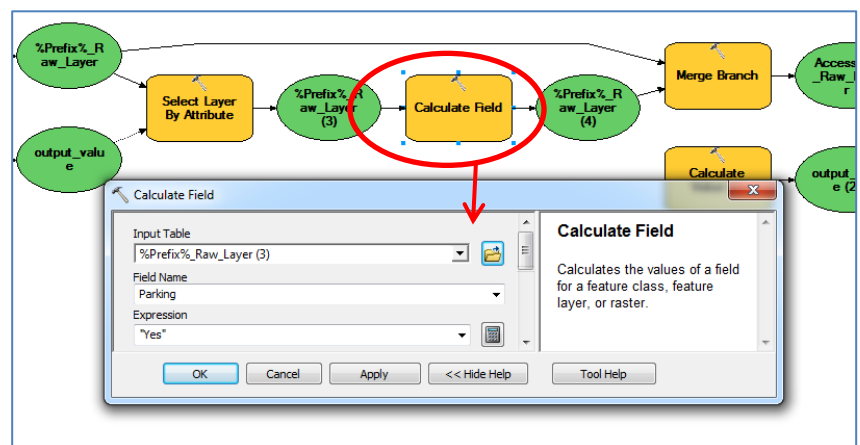 %Prefix%_R
aw_Layer
Select Layer
By Attribute
output_valu
e
%Prefix%_R
aw_Layer
(3)
Calculate Field
%Prefix%_R
aw_Layer
(4)
Merge Branch
Access
_Raw_
r
Calculate
output_
e (2
Calculate Field
Input Table
%Prefix%_Raw_Layer (3)
Field Name
Parking
Expression
"Yes"
Calculate Field
Calculates the values of a field
for a feature class, feature
layer, or raster.
OK
Cancel
Apply
<< Hide Help
Tool Help